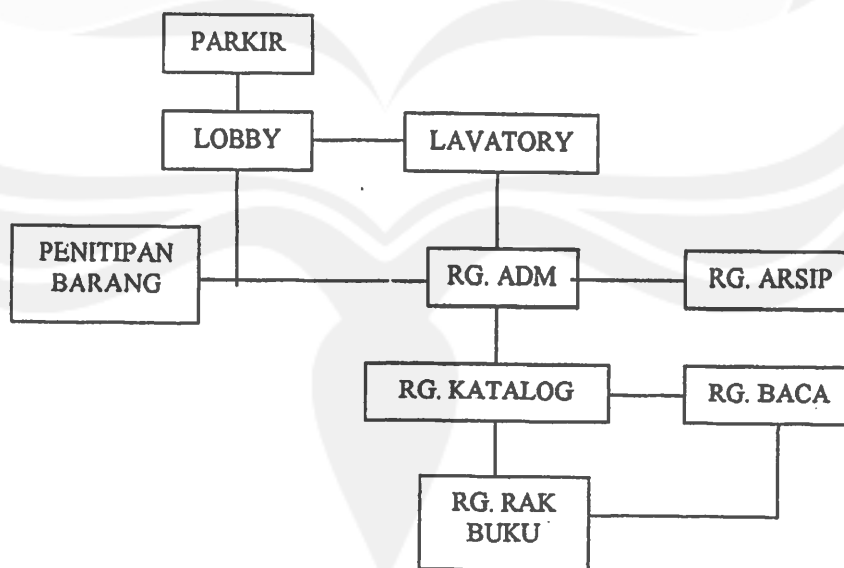 PARKIR
LOBBY
LAVATORY
PENITIPAN
BARANG
RG. ADM
RG. ARSIP
RG. KATALOG
RG. BACA
RG. RAK
BUKU